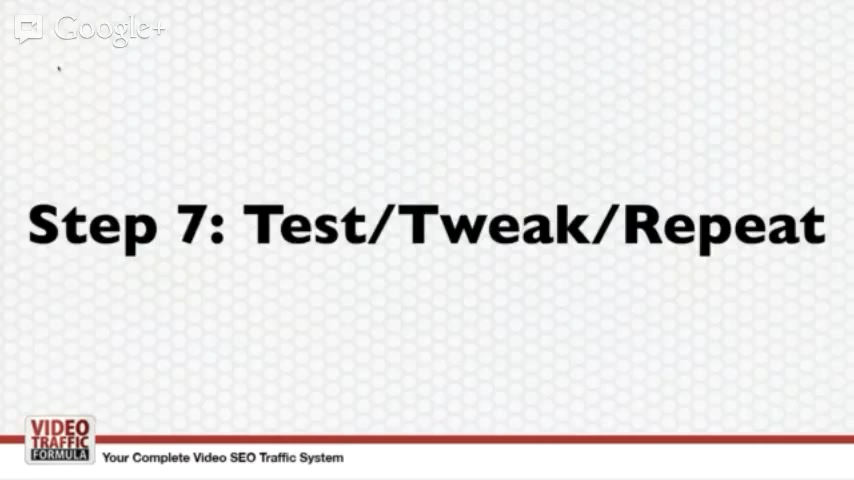 Google+
Step 7: Test/Tweak/Repeat
VIDEO
TRAFFIC
FORMULA
Your Complete Video SEO Traffic System